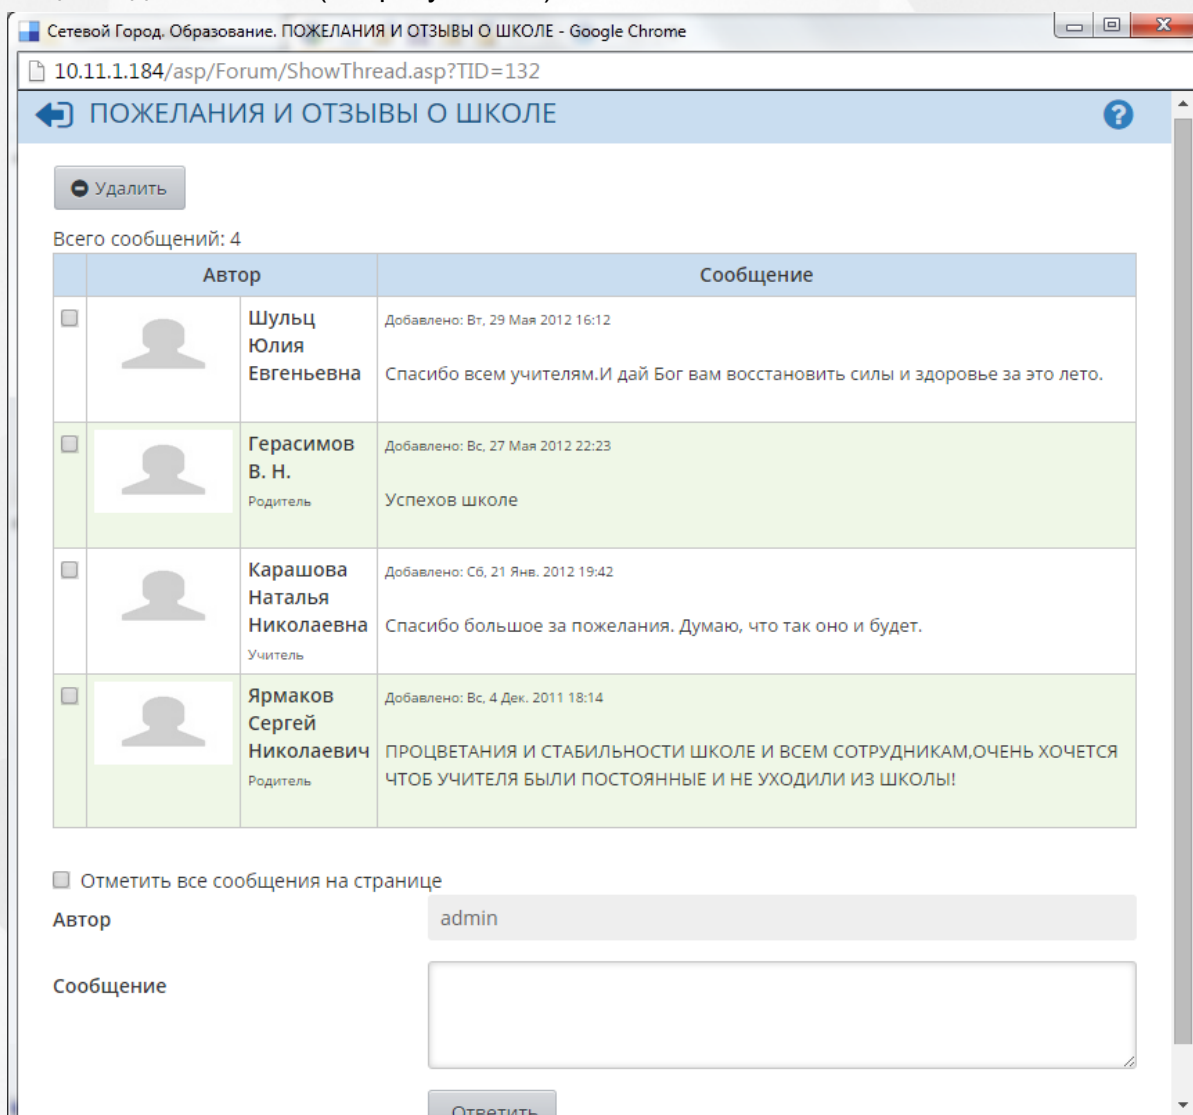 Сетевой Город. Образование. ПОЖЕЛАНИЯ И ОТЗЫВЫ О ШКОЛЕ - Google Chrome
10.11.1.184/asp/Forum/ShowThread.asp?TID=132
ПОЖЕЛАНИЯ И ОТЗЫВЫ О ШКОЛЕ
Удалить
Всего сообщений: 4
Автор
Сообщение
Шульц
Юлия
Евгеньевна
Добавлено: Вт, 29 Мая 2012 16:12
Спасибо всем учителям.И дай Бог вам восстановить силы и здоровье за это лето.
Герасимов
В. Н.
Родитель
Добавлено: Вс, 27 Мая 2012 22:23
Успехов школе
Карашова
Наталья
Николаевна
Учитель
Добавлено: Сб, 21 Янв. 2012 19:42
Спасибо большое за пожелания. Думаю, что так оно и будет.
Ярмаков
Сергей
Николаевич
Родитель
Добавлено: Вс, 4 Дек. 2011 18:14
ПРОЦВЕТАНИЯ И СТАБИЛЬНОСТИ ШКОЛЕ И ВСЕМ СОТРУДНИКАМ,ОЧЕНЬ ХОЧЕТСЯ
ЧТОБ УЧИТЕЛЯ БЫЛИ ПОСТОЯННЫЕ И НЕ УХОДИЛИ ИЗ ШКОЛЫ!
Отметить все сообщения на странице
Автор
admin
Сообщение
Ответить